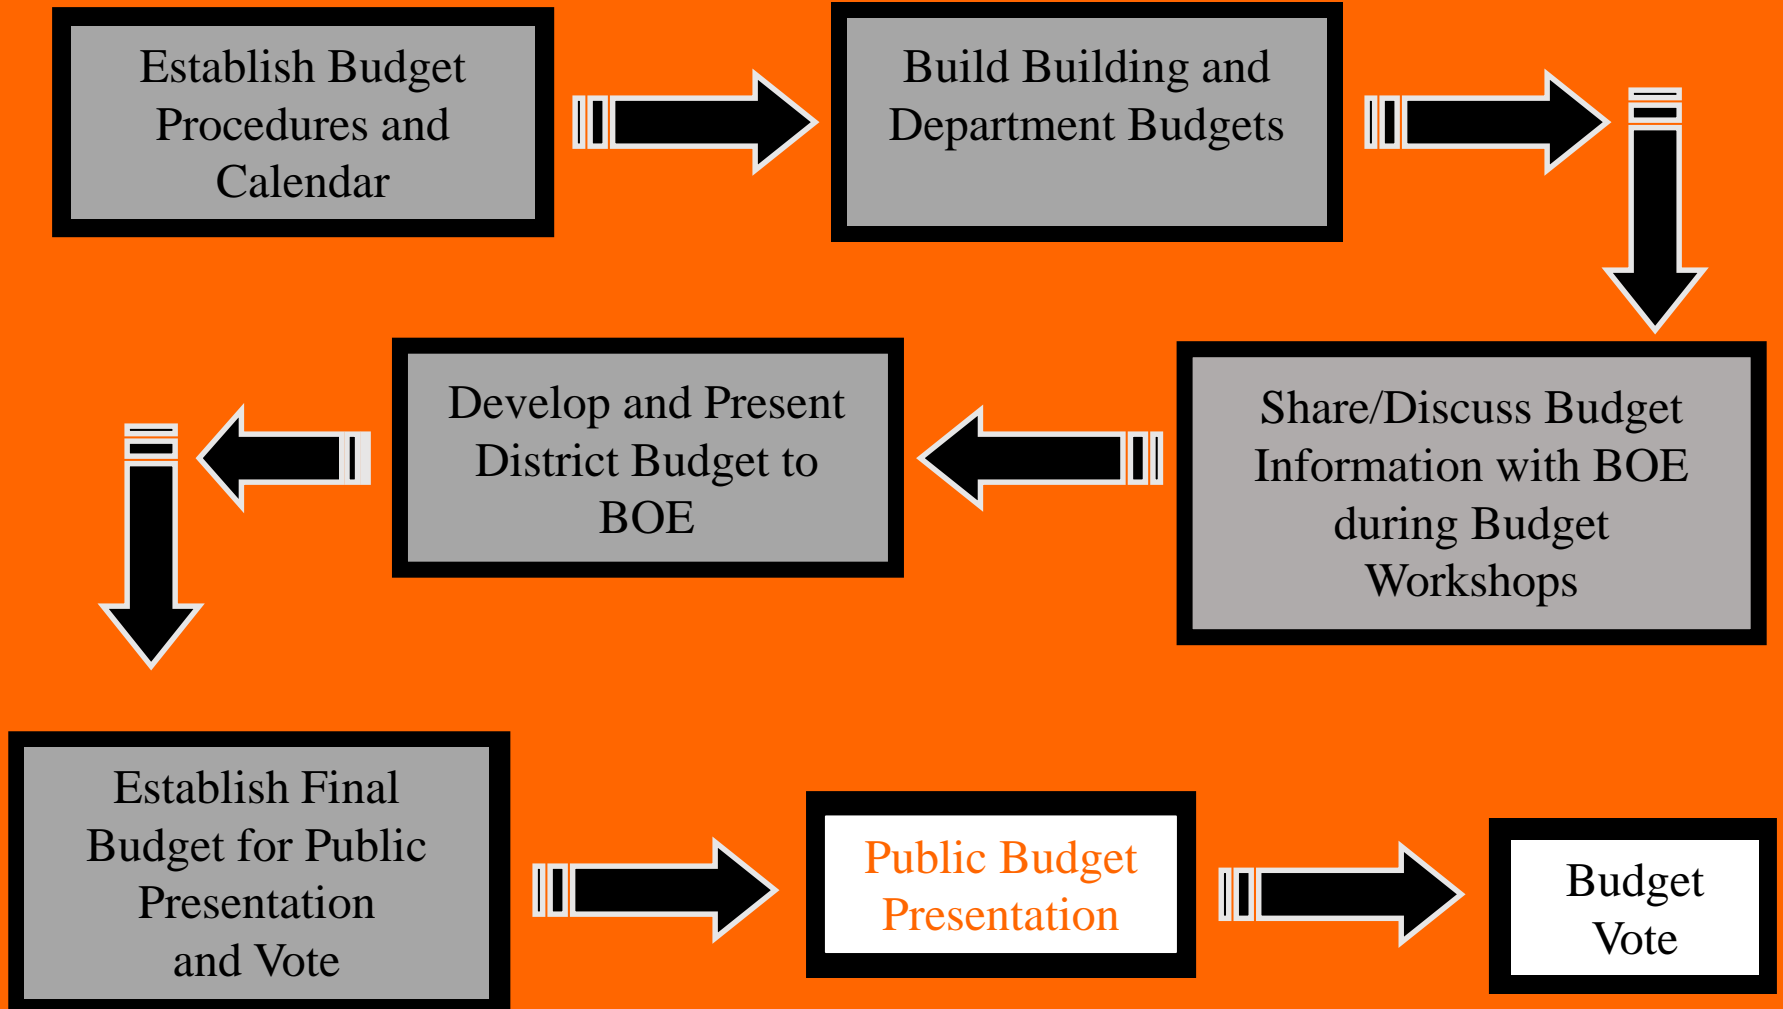 Establish Budget
Procedures and
Calendar
Build Building and
Department Budgets
Share/Discuss Budget
Information with BOE
during Budget
Workshops
Develop and Present
District Budget to
BOE
Establish Final
Budget for Public
Presentation
and Vote
Public Budget
Presentation
Budget
Vote